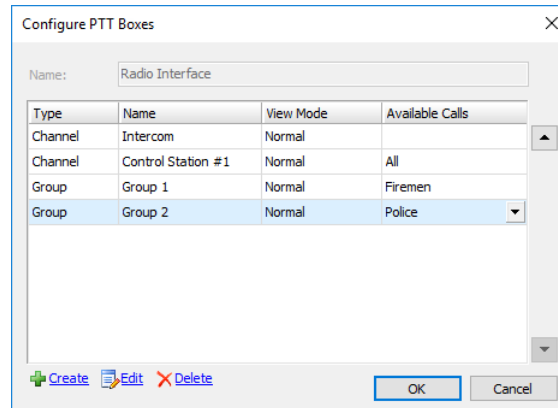 Configure PTT Boxes
Name: Radio Interface
Type Name View Mode Available Calls
Channel Intercom Normal
Channel Control Station #1 Normal All
Group Group 1 Normal Firemen
Group Group 2 Normal Police
Create Edit Delete OK Cancel